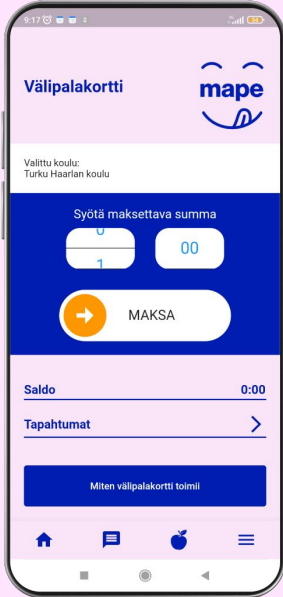 9:17
Välipalakortti
mape
Valittu koulu:
Turku Haarlan koulu
Syötä maksettava summa
0
1
00
MAKSA
Saldo 0:00
Tapahtumat
Miten välipalakortti toimii